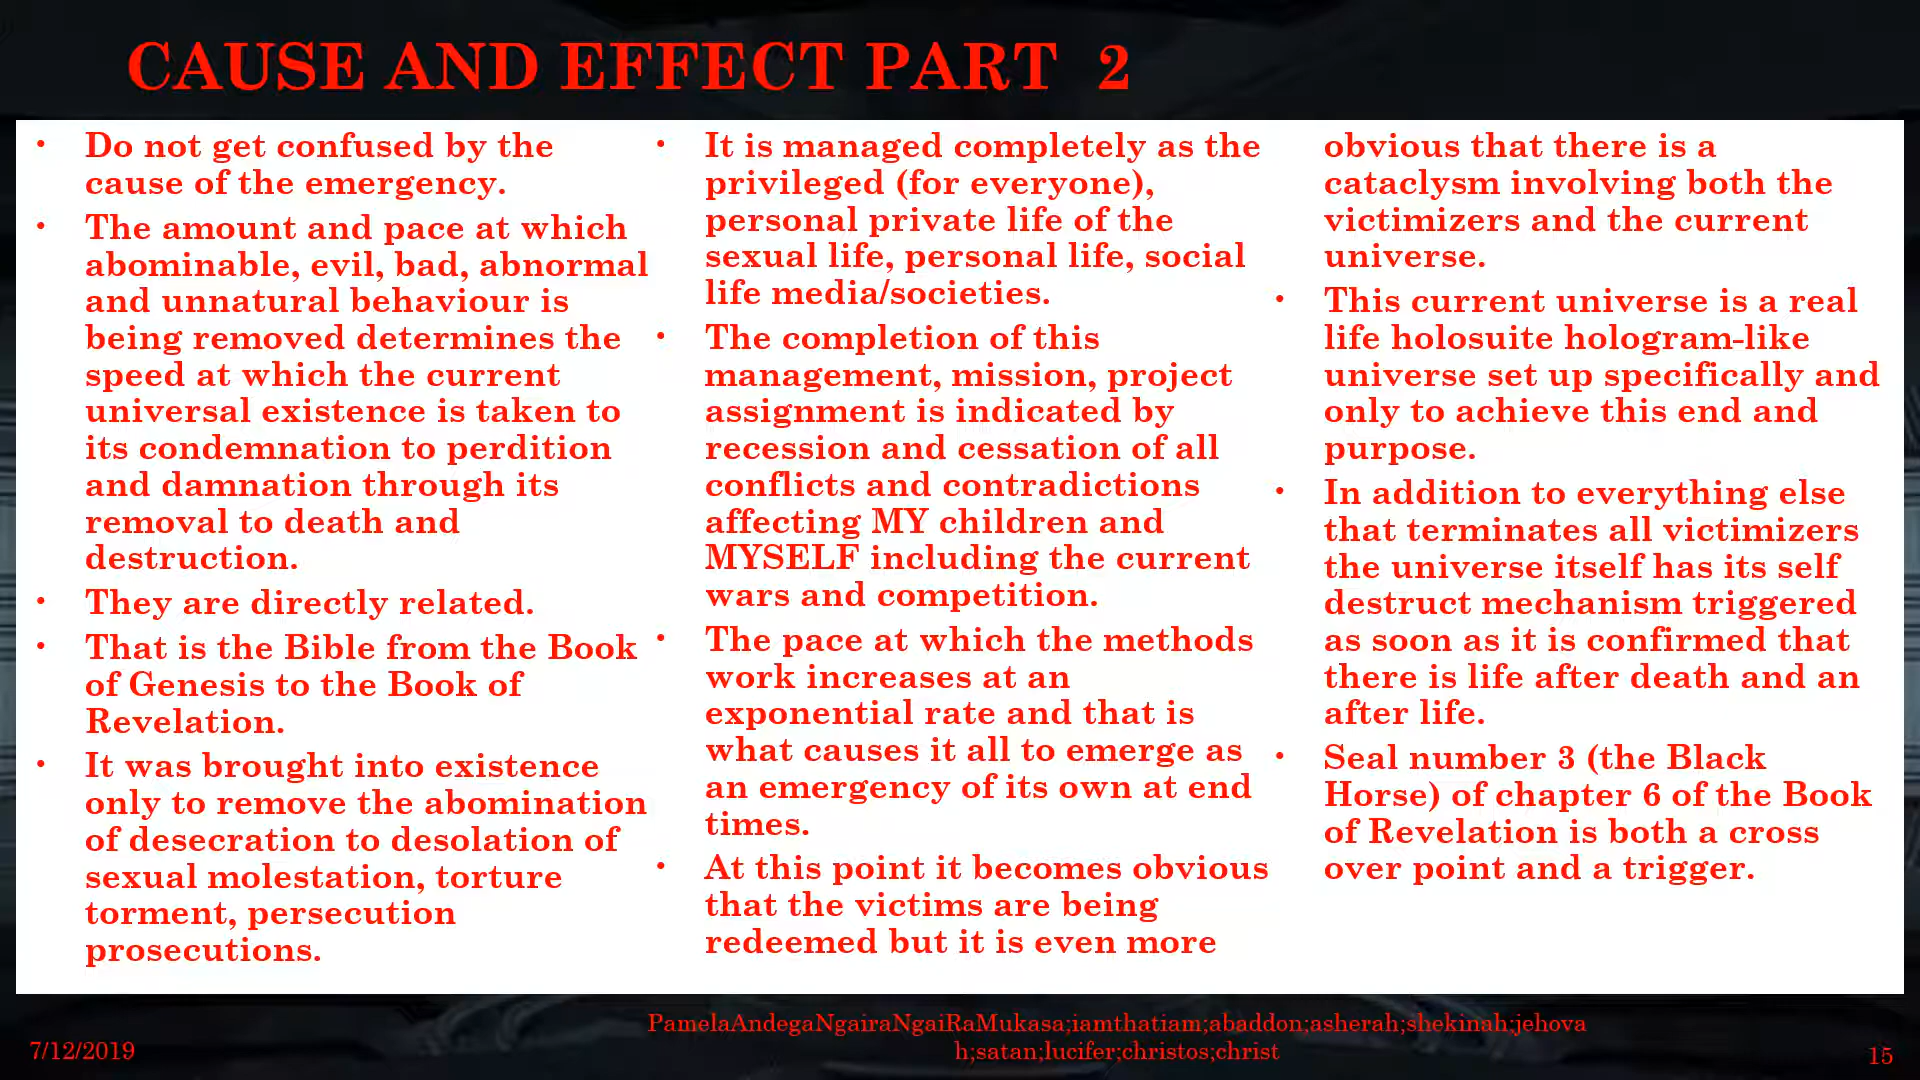 CAUSE AND EFFECT PART 2
• Do not get confused by the
cause of the emergency.
• The amount and pace at which
abominable, evil, bad, abnormal
and unnatural behaviour is
being removed determines the
speed at which the current
universal existence is taken to
its condemnation to perdition
and damnation through its
removal to death and
destruction.
• They are directly related.
• That is the Bible from the Book
of Genesis to the Book of
Revelation.
• It was brought into existence
only to remove the abomination
of desecration to desolation of
sexual molestation, torture
torment, persecution
prosecutions.
• It is managed completely as the
privileged (for everyone),
personal private life of the
sexual life, personal life, social
life media/societies.
• The completion of this
management, mission, project
assignment is indicated by
recession and cessation of all
conflicts and contradictions
affecting MY children and
MYSELF including the current
wars and competition.
• The pace at which the methods
work increases at an
exponential rate and that is
what causes it all to emerge as
an emergency of its own at end
times.
• At this point it becomes obvious
that the victims are being
redeemed but it is even more
obvious that there is a
cataclysm involving both the
victimizers and the current
universe.
• This current universe is a real
life holosuite hologram-like
universe set up specifically and
only to achieve this end and
purpose.
• In addition to everything else
that terminates all victimizers
the universe itself has its self
destruct mechanism triggered
as soon as it is confirmed that
there is life after death and an
after life.
• Seal number 3 (the Black
Horse) of chapter 6 of the Book
of Revelation is both a cross
over point and a trigger.
7/12/2019
PamelaAndegaNgairaNgaiRaMukasa;iamthatiam;abaddon;asherah;shekinah;jehova
h;satan;lucifer;christos;christ
15